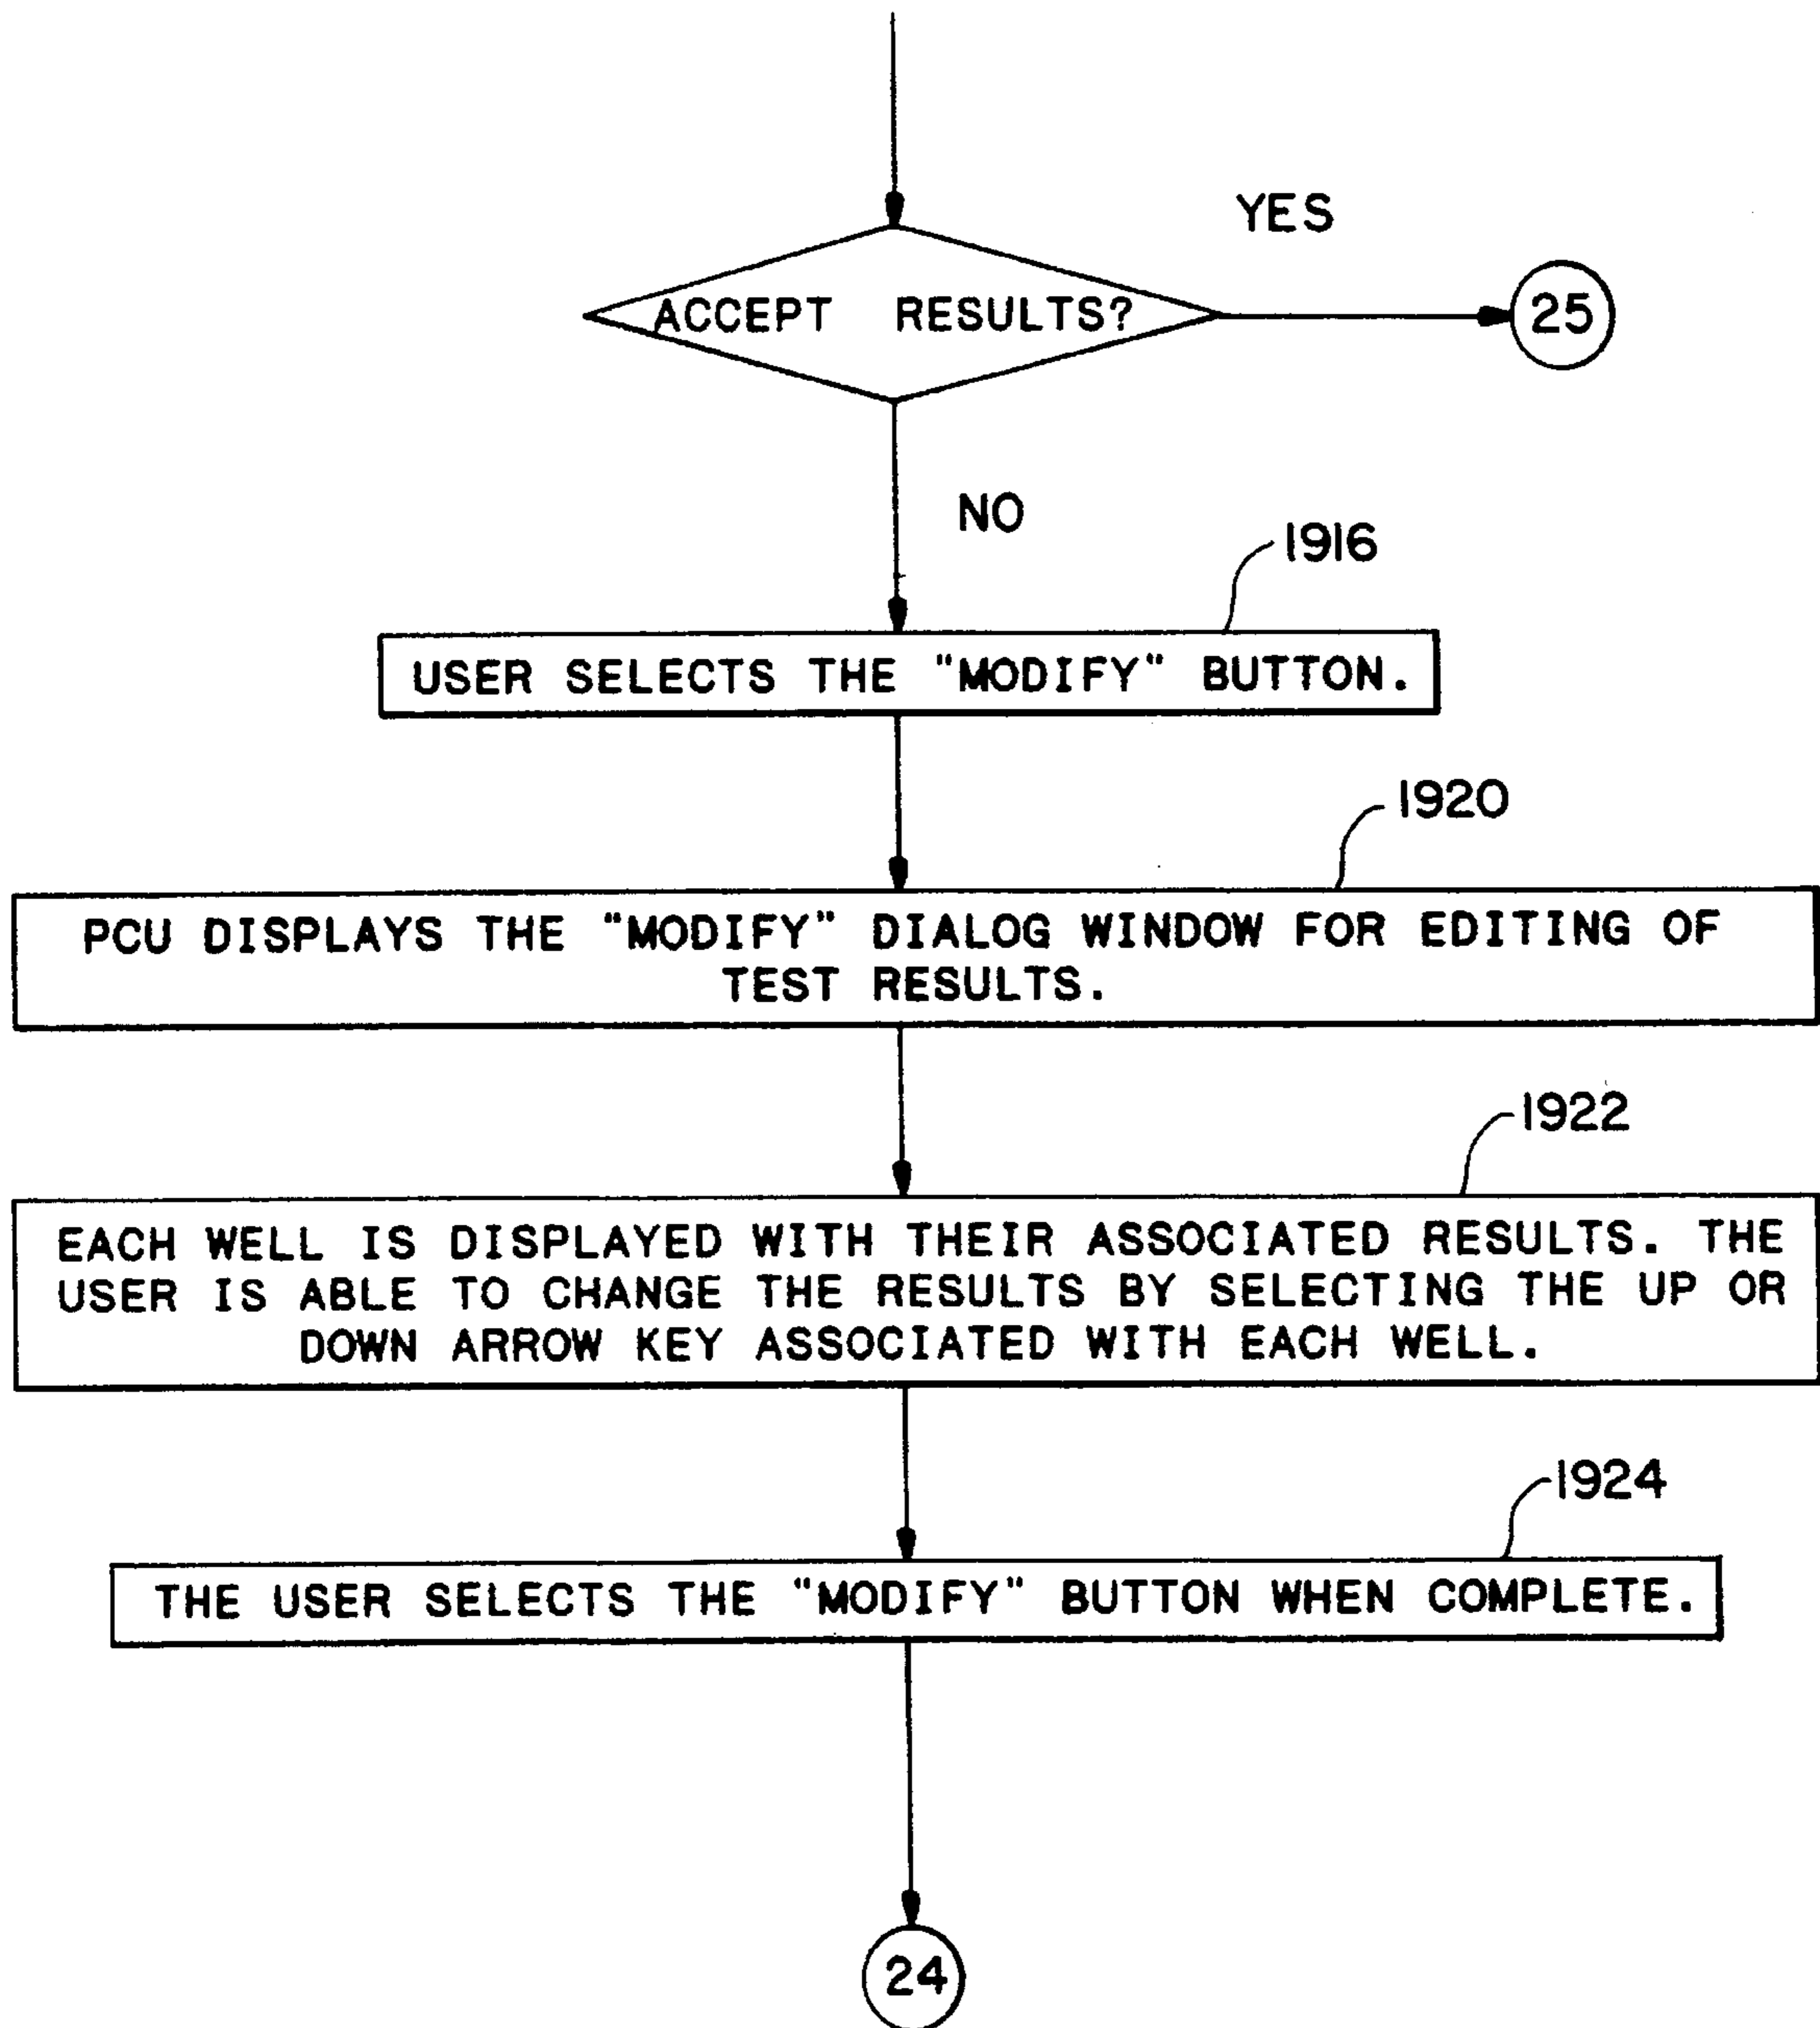 YES
ACCEPT RESULTS?
25
NO
1916
USER SELECTS THE "MODIFY" BUTTON.
1920
PCU DISPLAYS THE "MODIFY" DIALOG WINDOW FOR EDITING OF
TEST RESULTS.
1922
EACH WELL IS DISPLAYED WITH THEIR ASSOCIATED RESULTS. THE
USER IS ABLE TO CHANGE THE RESULTS BY SELECTING THE UP OR
DOWN ARROW KEY ASSOCIATED WITH EACH WELL.
1924
THE USER SELECTS THE "MODIFY" BUTTON WHEN COMPLETE.
24